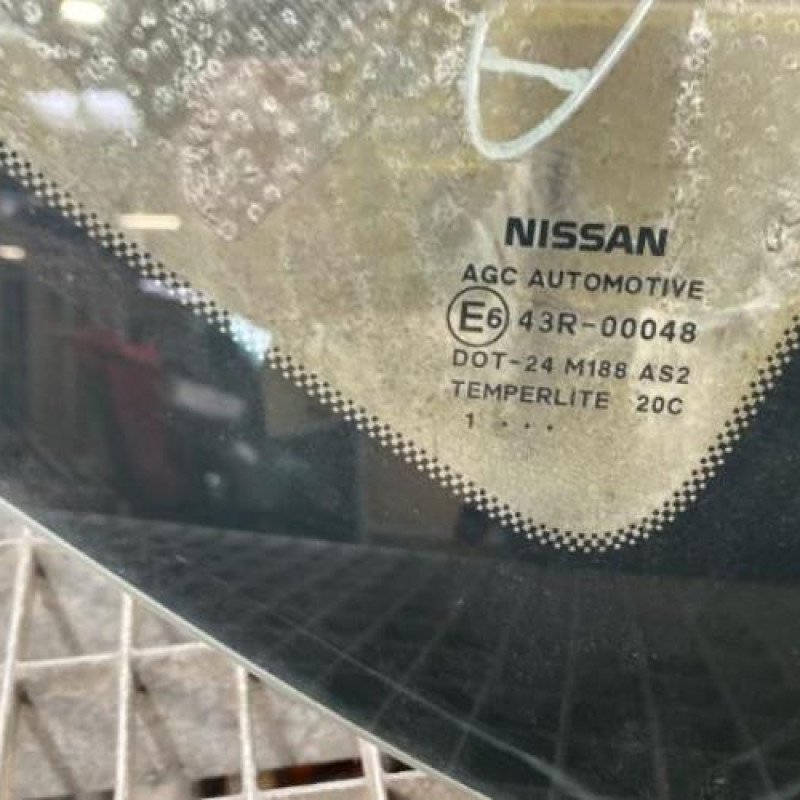 NISSAN
AGC AUTOMOTIVE
E6 43R-00048
DOT-24 M188 AS2
TEMPERLITE 20C
1 . . .